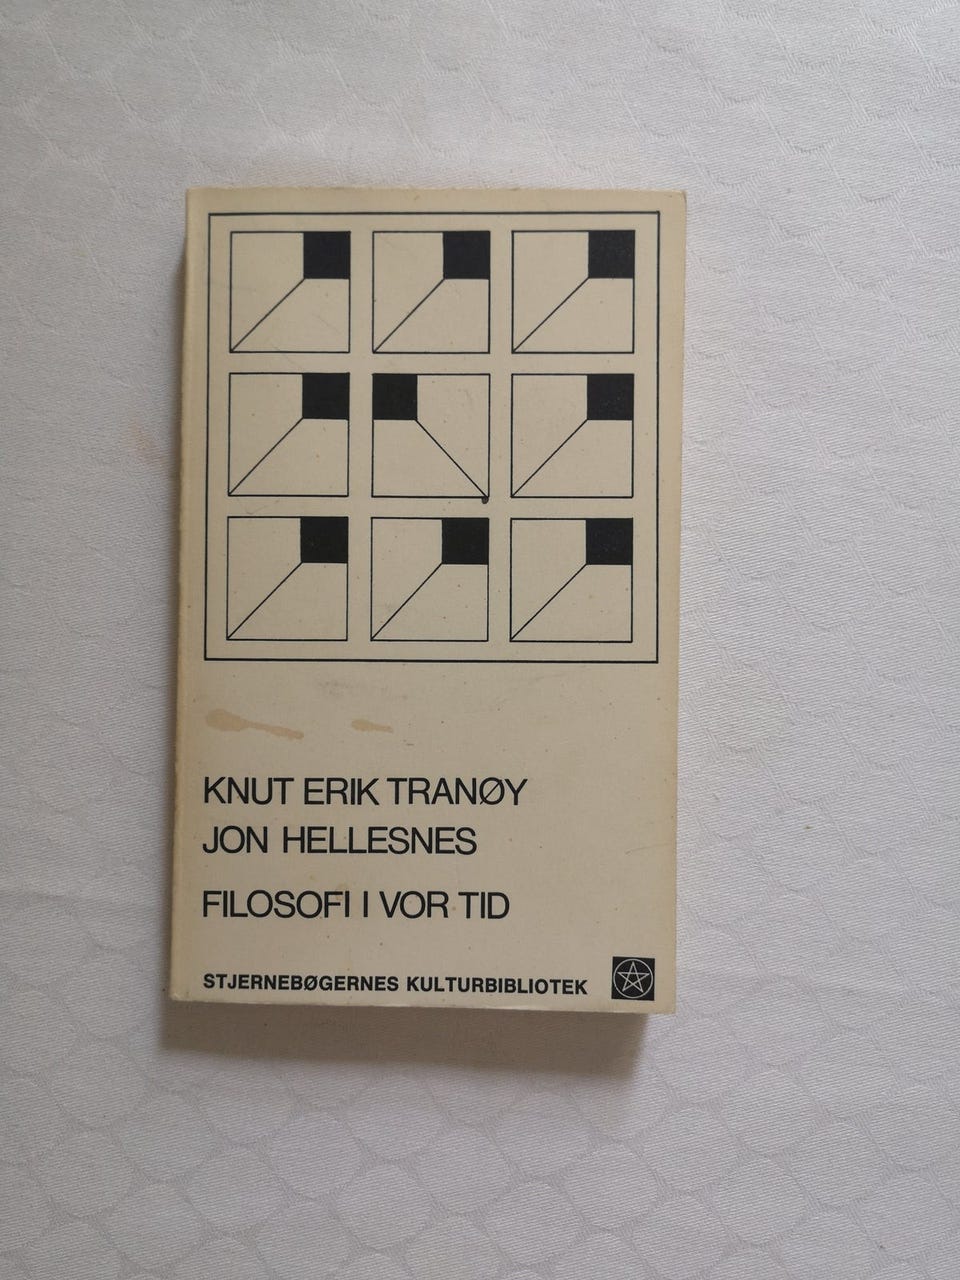 KNUT ERIK TRANØY
JON HELLESNES
FILOSOFI I VOR TID
STJERNEBØGERNES KULTURBIBLIOTEK